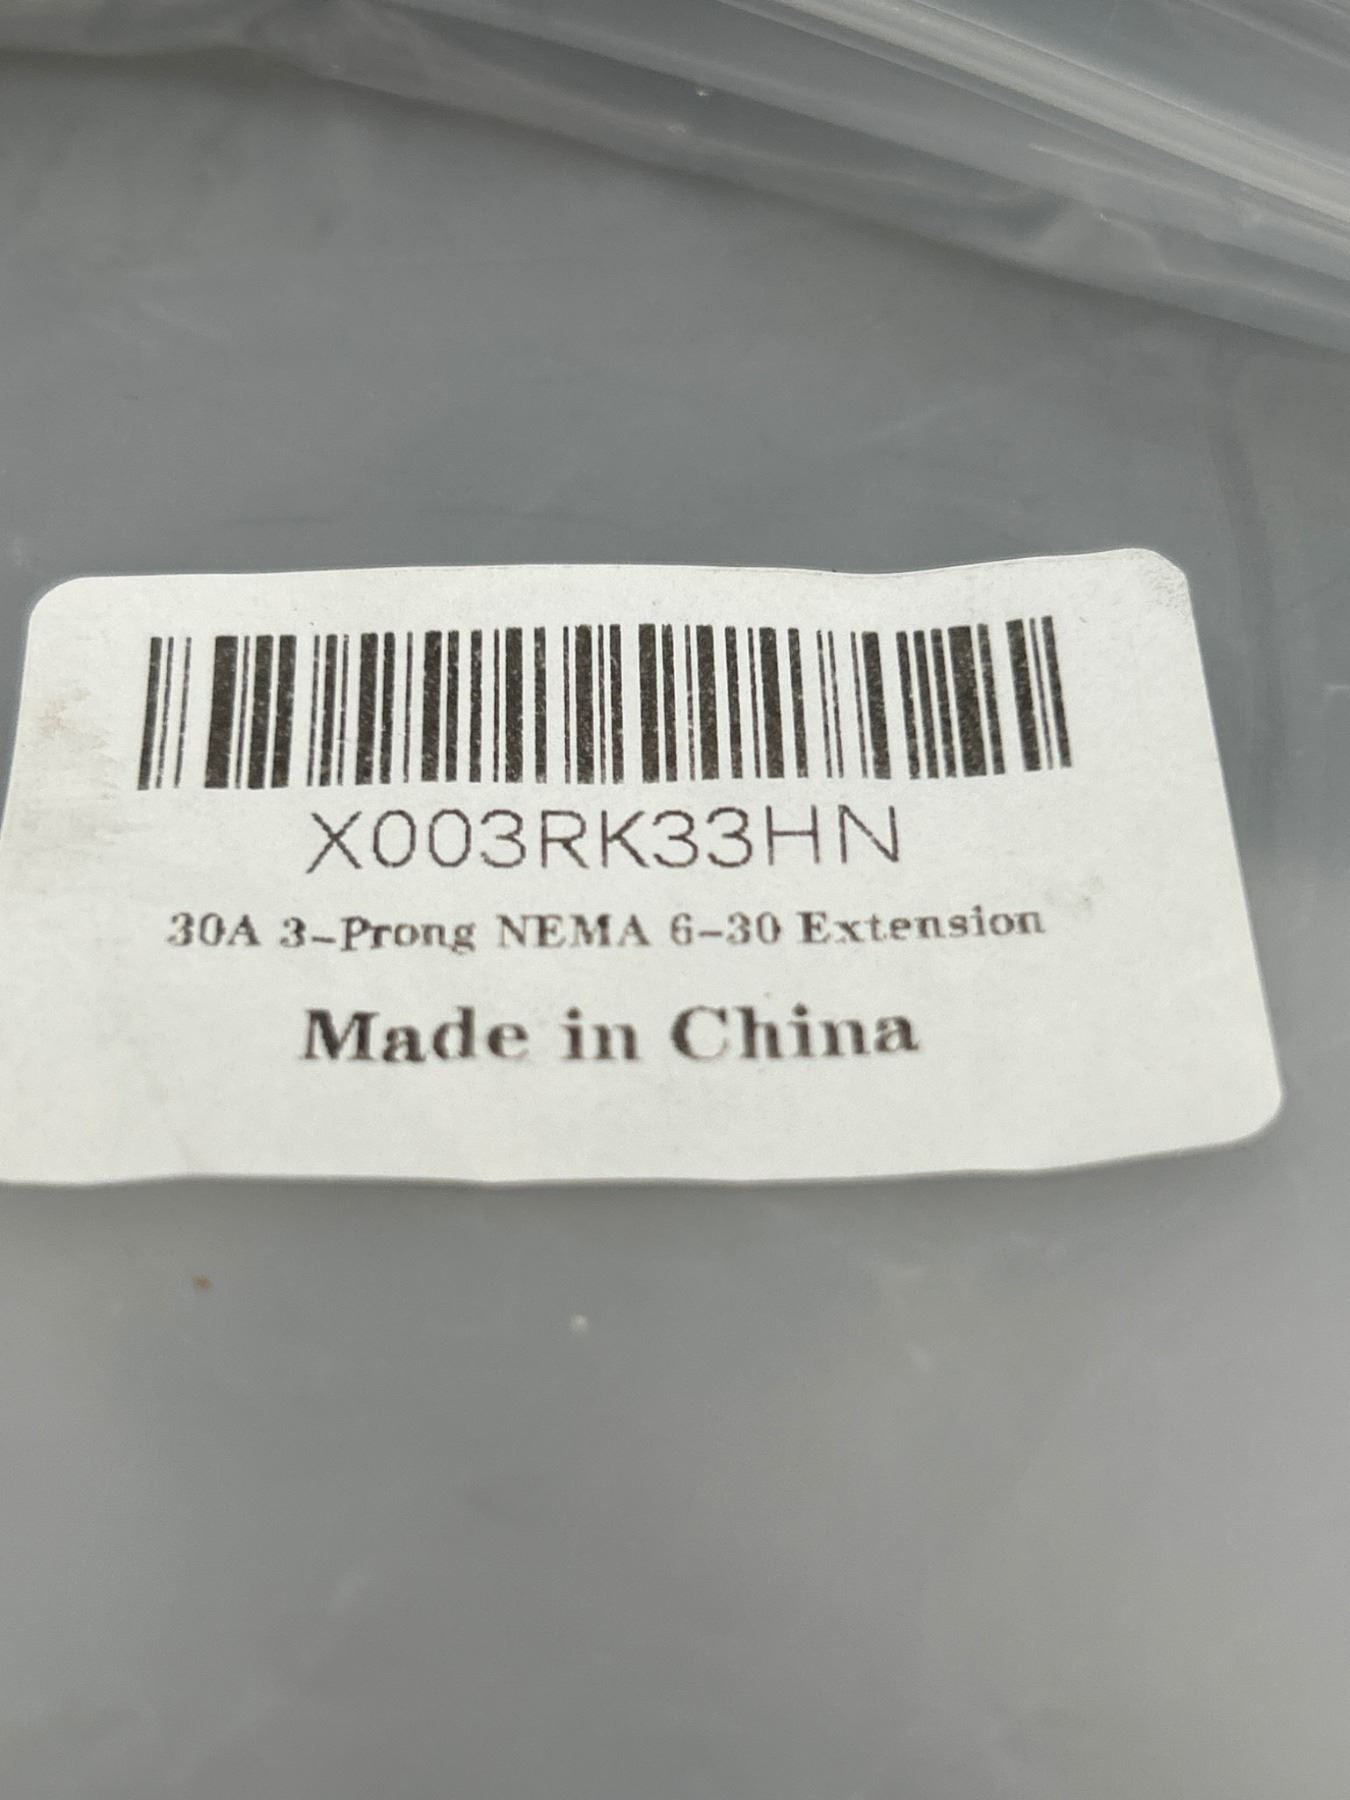 X003RK33HN
30A 3-Prong NEMA 6-30 Extension
Made in China